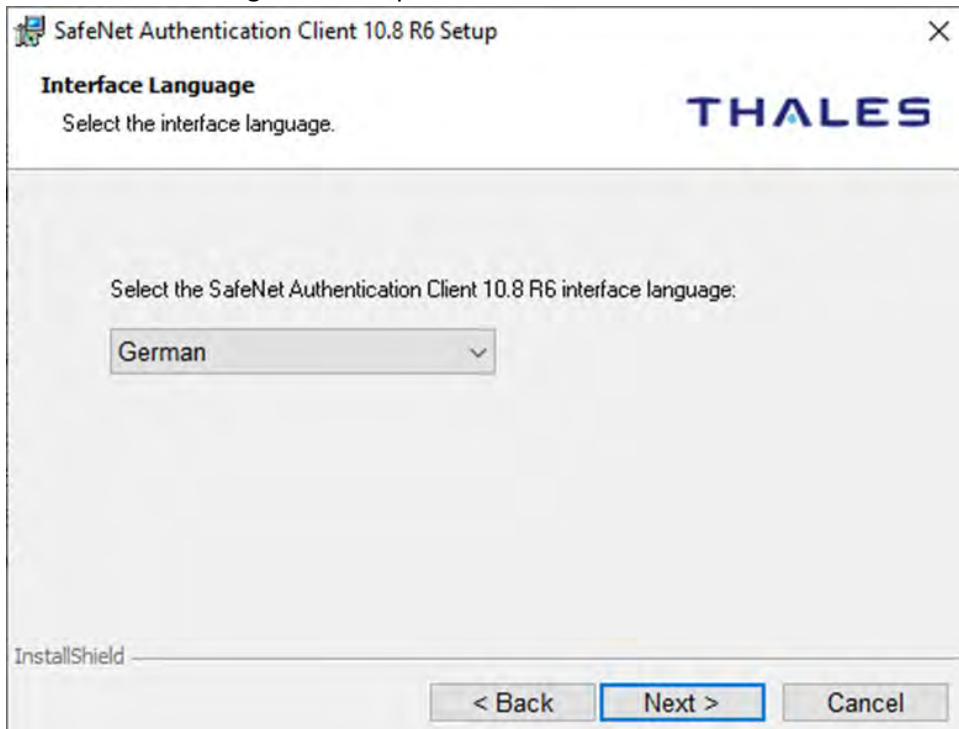 SafeNet Authentication Client 10.8 R6 Setup
Interface Language
Select the interface language.
THALES
Select the SafeNet Authentication Client 10.8 R6 interface language:
German
InstallShield
< Back Next > Cancel